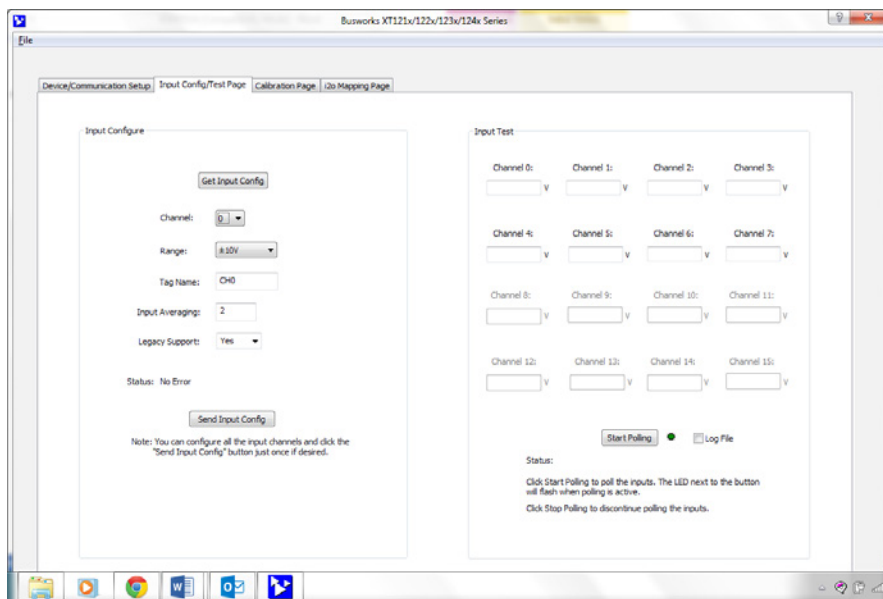 Busworks XT121x/122x/123x/124x Series
File
Device/Communication Setup Input Config/Test Page Calibration Page i2o Mapping Page
Input Configure
Get Input Config
Channel: 0
Range: ±10V
Tag Name: CH0
Input Averaging: 2
Legacy Support: Yes
Status: No Error
Send Input Config
Note: You can configure all the input channels and click the
"Send Input Config" button just once if desired.
Input Test
Channel 0: Channel 1: Channel 2: Channel 3:
V V V V
Channel 4: Channel 5: Channel 6: Channel 7:
V V V V
Channel 8: Channel 9: Channel 10: Channel 11:
V V V V
Channel 12: Channel 13: Channel 14: Channel 15:
V V V V
Start Polling Log File
Status:
Click Start Polling to poll the inputs. The LED next to the button
will flash when polling is active.
Click Stop Polling to discontinue polling the inputs.